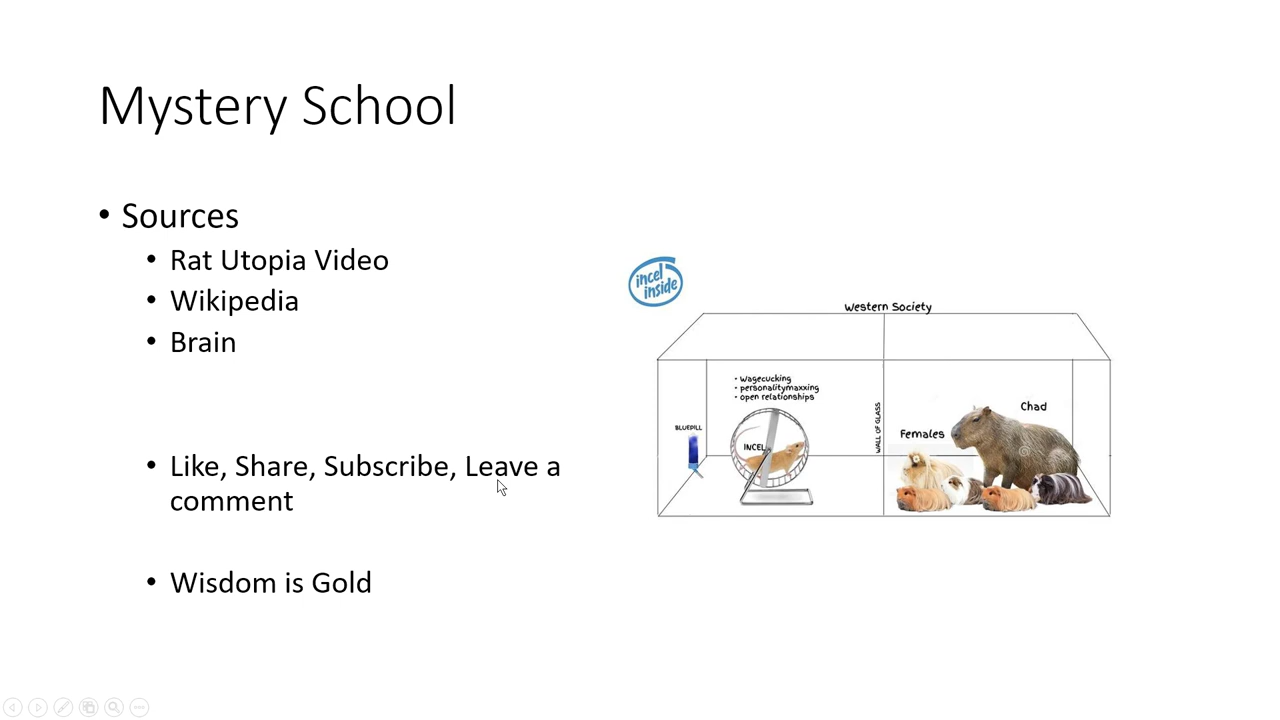 Mystery School
• Sources
• Rat Utopia Video
• Wikipedia
• Brain
• Like, Share, Subscribe, Leave a
comment
• Wisdom is Gold
incel
inside
Western Society
• wagecucking
• personalitymaxxing
• open relationships
BLUEPILL
INCEL
WALL OF GLASS
Females
Chad